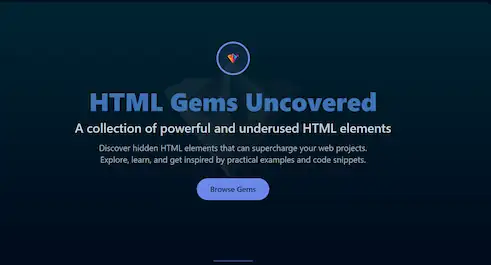 HTML Gems Uncovered
A collection of powerful and underused HTML elements
Discover hidden HTML elements that can supercharge your web projects.
Explore, learn, and get inspired by practical examples and code snippets.
Browse Gems